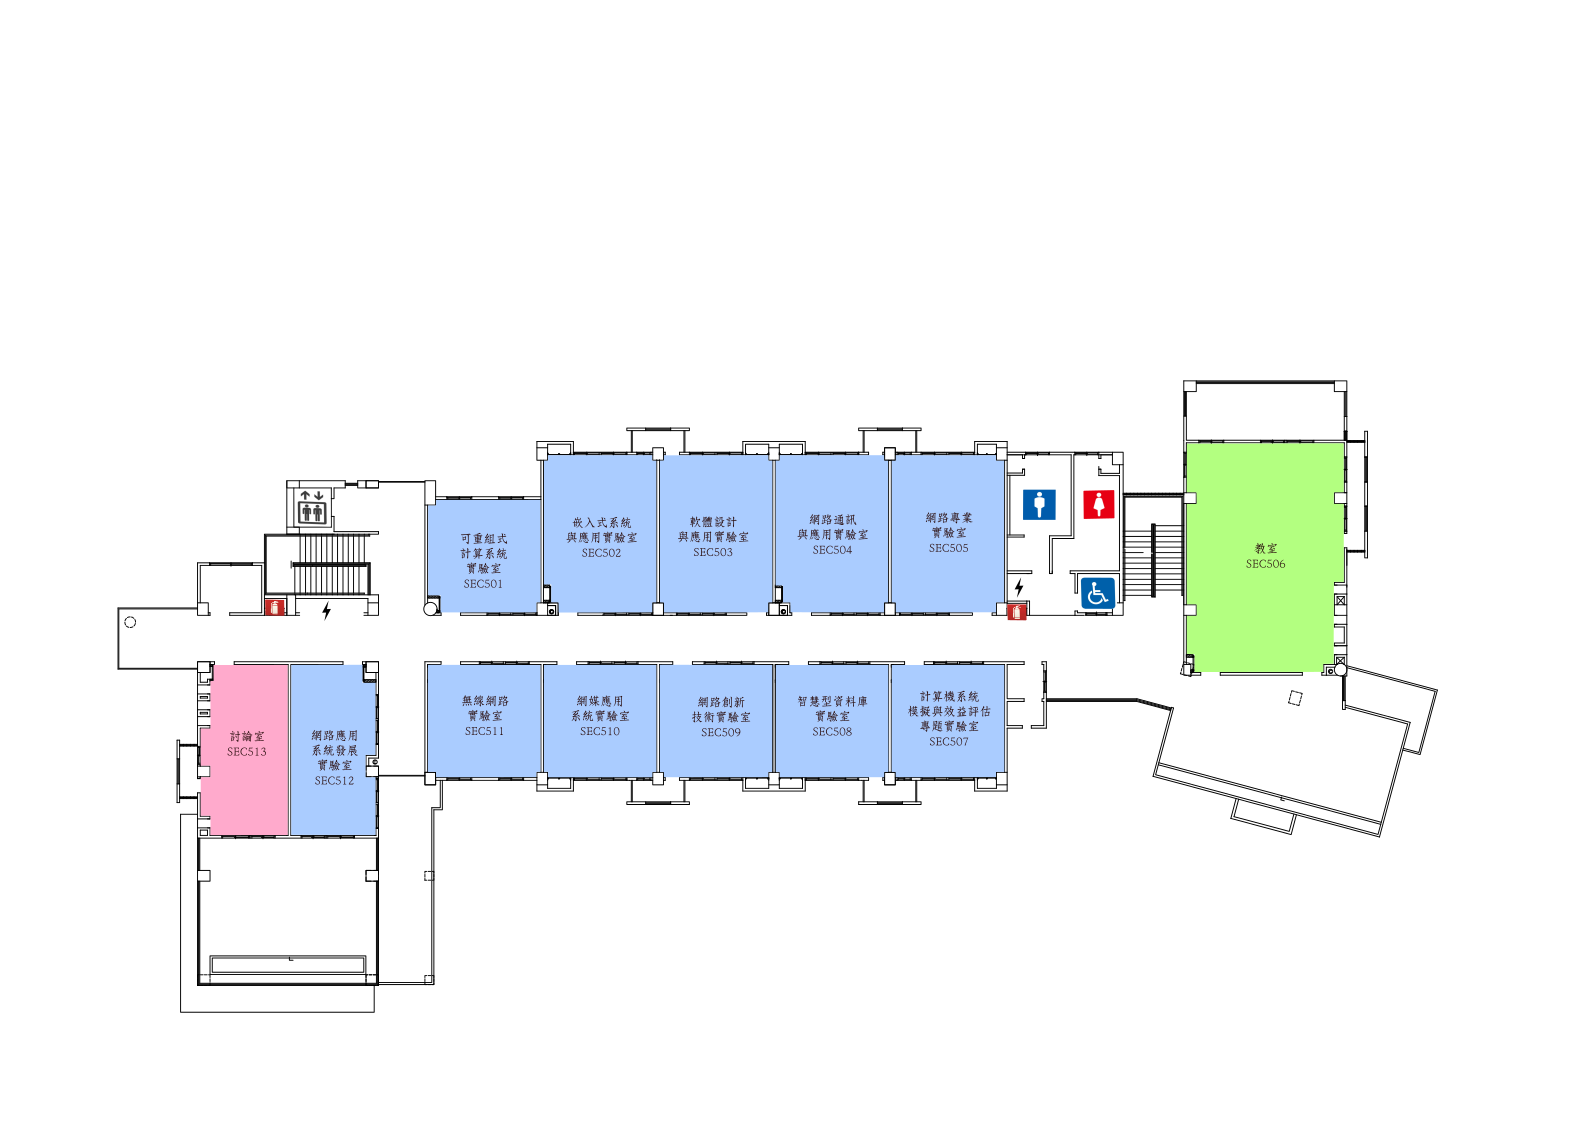 可重組式
計算系統
實驗室
SEC501
嵌入式系統
與應用實驗室
SEC502
軟體設計
與應用實驗室
SEC503
網路通訊
與應用實驗室
SEC504
網路專業
實驗室
SEC505
教室
SEC506
討論室
SEC513
網路應用
系統發展
實驗室
SEC512
無線網路
實驗室
SEC511
網媒應用
系統實驗室
SEC510
網路創新
技術實驗室
SEC509
智慧型資料庫
實驗室
SEC508
計算機系統
模擬與效益評估
專題實驗室
SEC507